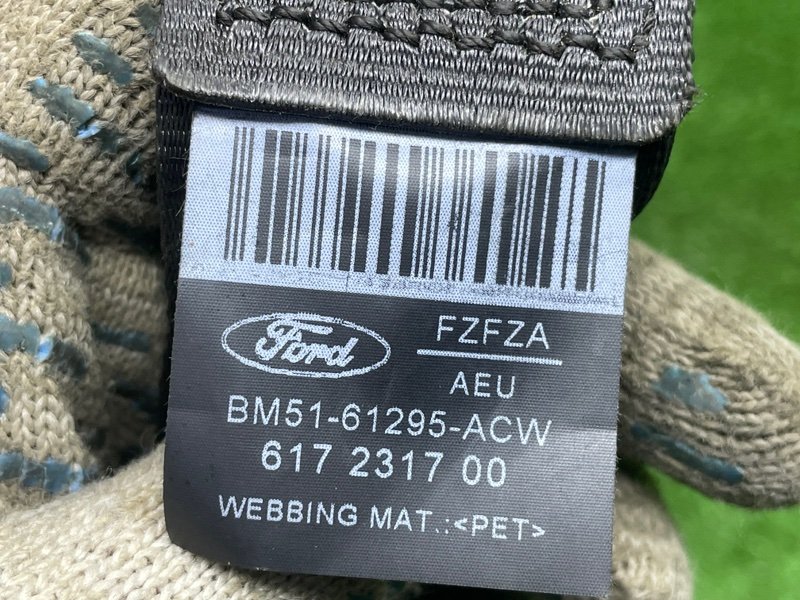 Ford
FZFZA
AEU
BM51-61295-ACW
617 2317 00
WEBBING MAT.:<PET>